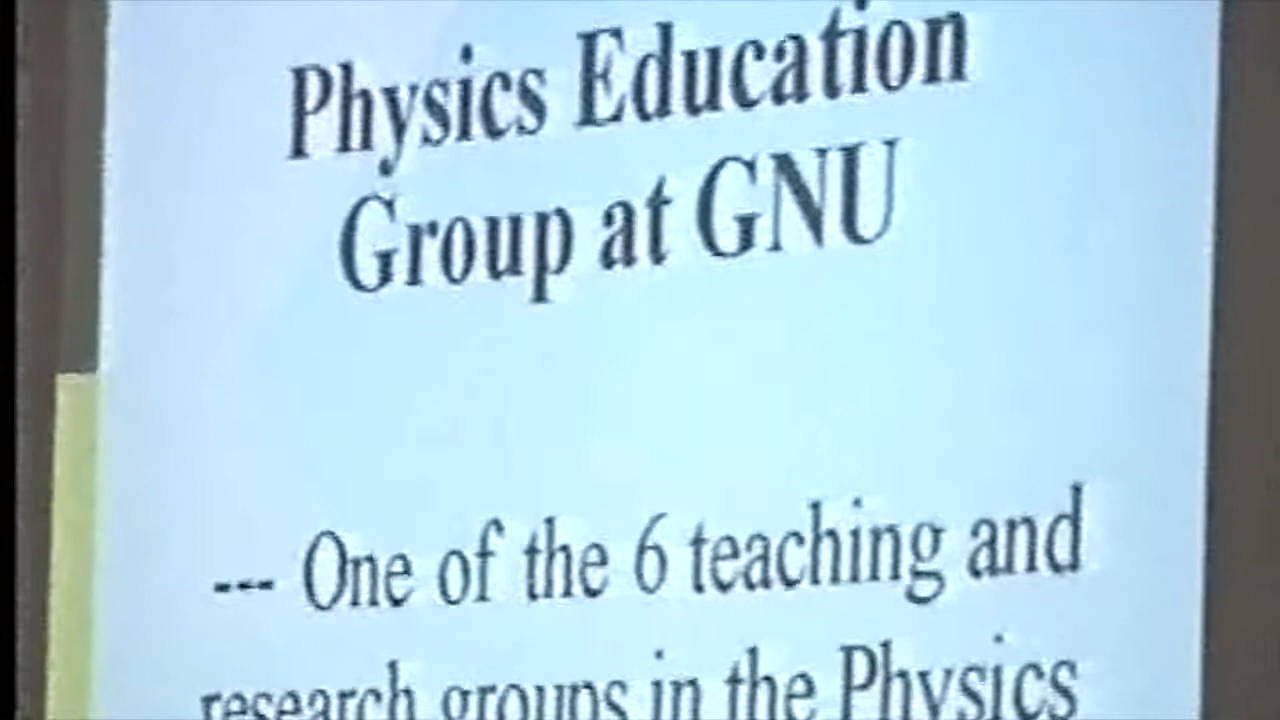 Physics Education
Group at GNU
--- One of the 6 teaching and
research groups in the Physics